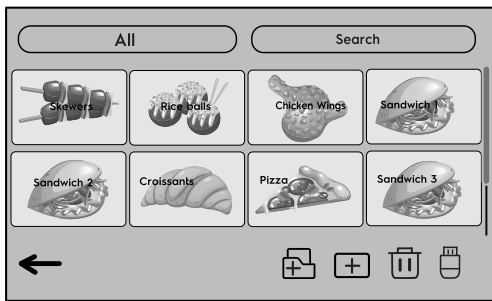 All
Search
Skewers
Rice balls
Chicken Wings
Sandwich 1
Sandwich 2
Croissants
Pizza
Sandwich 3